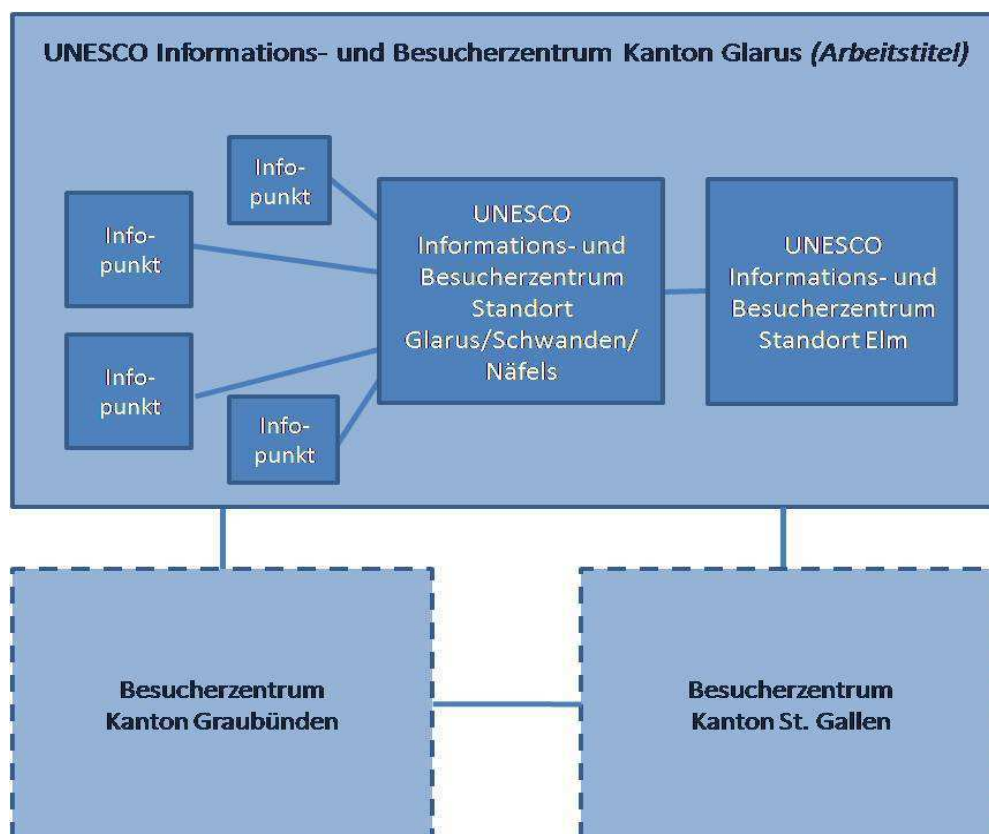 UNESCO Informations- und Besucherzentrum Kanton Glarus (Arbeitstitel)
Info-
punkt
Info-
punkt
Info-
punkt
Info-
punkt
UNESCO
Informations- und
Besucherzentrum
Standort
Glarus/Schwanden/
Näfels
UNESCO
Informations- und
Besucherzentrum
Standort Elm
Besucherzentrum
Kanton Graubünden
Besucherzentrum
Kanton St. Gallen